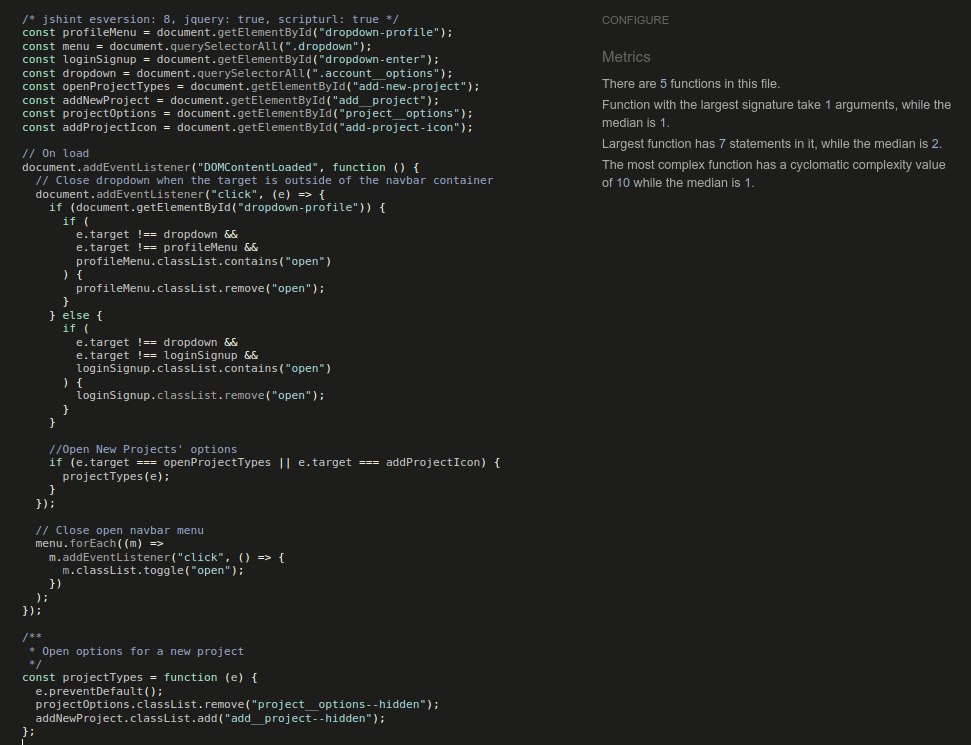 /* jshint esversion: 8, jquery: true, scripturl: true */
const profileMenu = document.getElementById("dropdown-profile");
const menu = document.querySelectorAll(".dropdown");
const loginSignup = document.getElementById("dropdown-enter");
const dropdown = document.querySelectorAll(".account__options");
const openProjectTypes = document.getElementById("add-new-project");
const addNewProject = document.getElementById("add__project");
const projectOptions = document.getElementById("project__options");
const addProjectIcon = document.getElementById("add-project-icon");

// On load
document.addEventListener("DOMContentLoaded", function () {
  // Close dropdown when the target is outside of the navbar container
  document.addEventListener("click", (e) => {
    if (document.getElementById("dropdown-profile")) {
      if (
        e.target !== dropdown &&
        e.target !== profileMenu &&
        profileMenu.classList.contains("open")
      ) {
        profileMenu.classList.remove("open");
      }
    } else {
      if (
        e.target !== dropdown &&
        e.target !== loginSignup &&
        loginSignup.classList.contains("open")
      ) {
        loginSignup.classList.remove("open");
      }
    }

    //Open New Projects' options
    if (e.target === openProjectTypes || e.target === addProjectIcon) {
      projectTypes(e);
    }
  });

  // Close open navbar menu
  menu.forEach((m) =>
    m.addEventListener("click", () => {
      m.classList.toggle("open");
    })
  );
});

/**
 * Open options for a new project
 */
const projectTypes = function (e) {
  e.preventDefault();
  projectOptions.classList.remove("project__options--hidden");
  addNewProject.classList.add("add__project--hidden");
};
CONFIGURE
Metrics
There are 5 functions in this file.
Function with the largest signature take 1 arguments, while the
median is 1.
Largest function has 7 statements in it, while the median is 2.
The most complex function has a cyclomatic complexity value
of 10 while the median is 1.